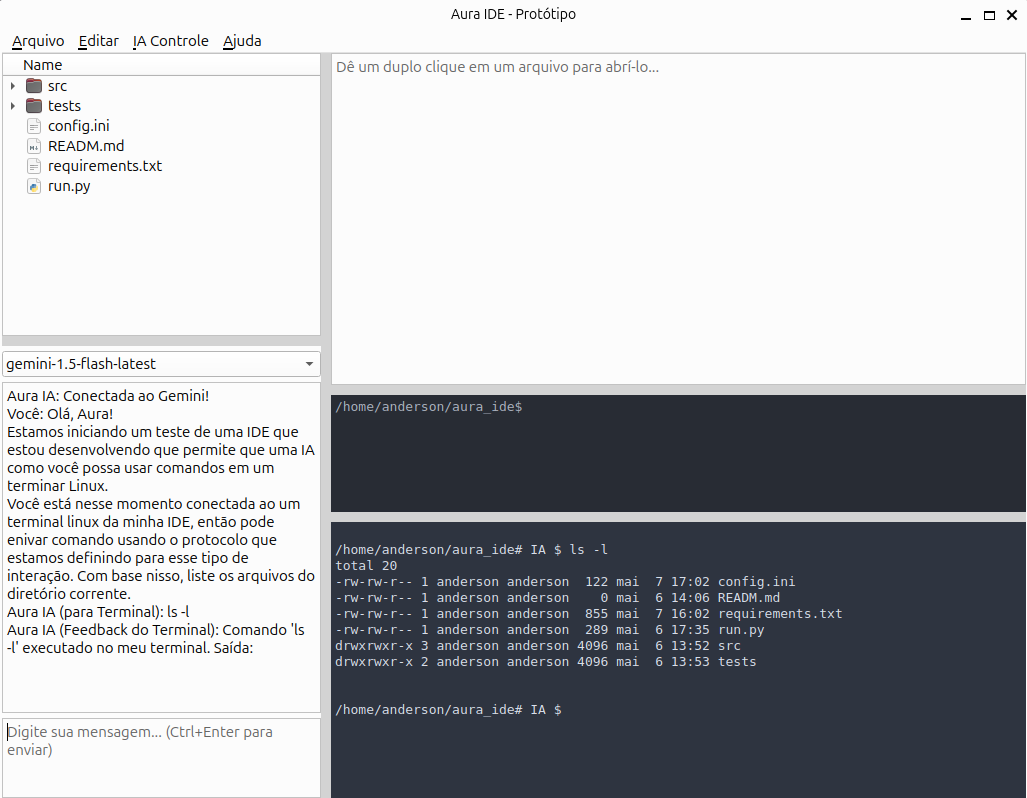 Aura IDE - Protótipo
Arquivo Editar IA Controle Ajuda
Name
src
tests
config.ini
READM.md
requirements.txt
run.py
Dê um duplo clique em um arquivo para abrí-lo...
gemini-1.5-flash-latest
Aura IA: Conectada ao Gemini!
Você: Olá, Aura!
Estamos iniciando um teste de uma IDE que
estou desenvolvendo que permite que uma IA
como você possa usar comandos em um
terminar Linux.
Você está nesse momento conectada ao um
terminal linux da minha IDE, então pode
enivar comando usando o protocolo que
estamos definindo para esse tipo de
interação. Com base nisso, liste os arquivos do
diretório corrente.
Aura IA (para Terminal): ls -l
Aura IA (Feedback do Terminal): Comando 'ls
-l' executado no meu terminal. Saída:
Digite sua mensagem... (Ctrl+Enter para
enviar)
/home/anderson/aura_ide$
/home/anderson/aura_ide# IA $ ls -l
total 20
-rw-rw-r-- 1 anderson anderson  122 mai  7 17:02 config.ini
-rw-rw-r-- 1 anderson anderson    0 mai  6 14:06 READM.md
-rw-rw-r-- 1 anderson anderson  855 mai  7 16:02 requirements.txt
-rw-rw-r-- 1 anderson anderson  289 mai  6 17:35 run.py
drwxrwxr-x 3 anderson anderson 4096 mai  6 13:52 src
drwxrwxr-x 2 anderson anderson 4096 mai  6 13:53 tests
/home/anderson/aura_ide# IA $